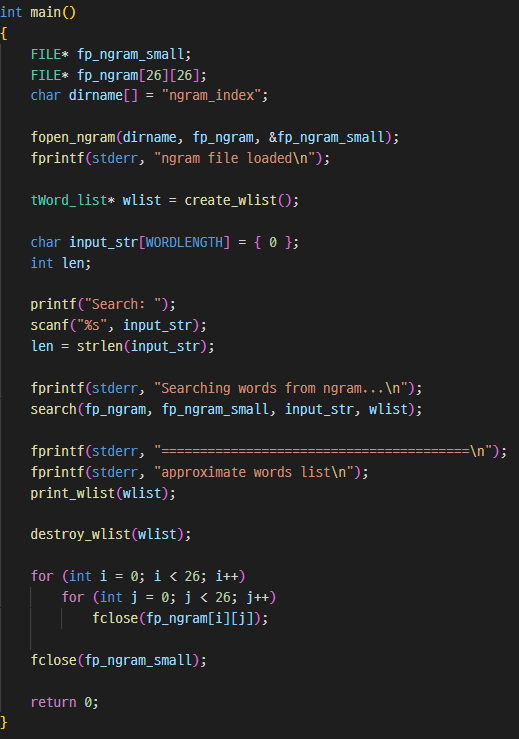 int main()
{
    FILE* fp_ngram_small;
    FILE* fp_ngram[26][26];
    char dirname[] = "ngram_index";

    fopen_ngram(dirname, fp_ngram, &fp_ngram_small);
    fprintf(stderr, "ngram file loaded\n");

    tWord_list* wlist = create_wlist();

    char input_str[WORDLENGTH] = { 0 };
    int len;

    printf("Search: ");
    scanf("%s", input_str);
    len = strlen(input_str);

    fprintf(stderr, "Searching words from ngram...\n");
    search(fp_ngram, fp_ngram_small, input_str, wlist);

    fprintf(stderr, "========================================\n");
    fprintf(stderr, "approximate words list\n");
    print_wlist(wlist);

    destroy_wlist(wlist);

    for (int i = 0; i < 26; i++)
        for (int j = 0; j < 26; j++)
            fclose(fp_ngram[i][j]);

    fclose(fp_ngram_small);

    return 0;
}